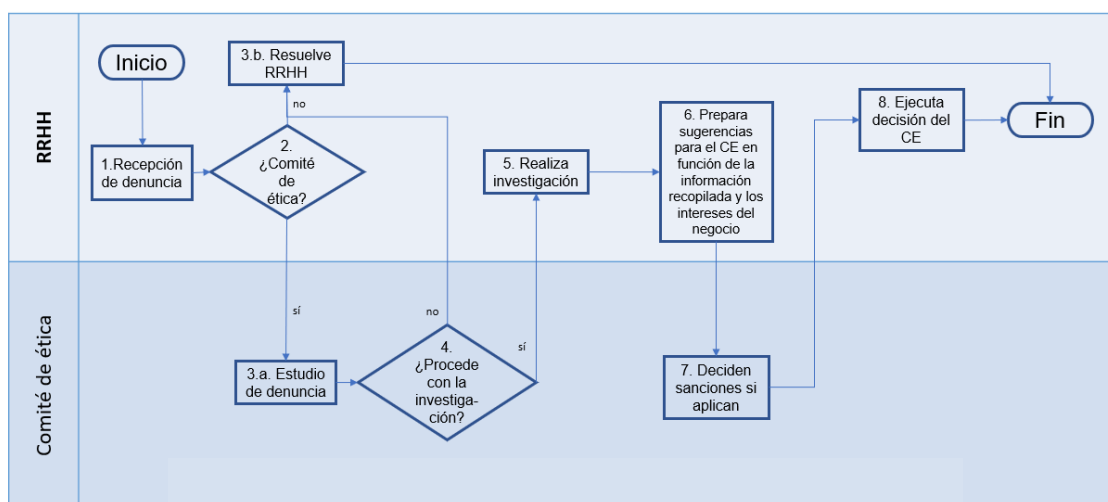 RRHH
Inicio
1.Recepción
de denuncia
2.
¿Comité
de
ética?
no
3.b. Resuelve
RRHH
5. Realiza
investigación
6. Prepara
sugerencias
para el CE en
función de la
información
recopilada y los
intereses del
negocio
8. Ejecuta
decisión del
CE
Fin
Comité de ética
sí
3.a. Estudio
de denuncia
no
4.
¿Procede
con la
investiga-
ción?
sí
7. Deciden
sanciones si
aplican